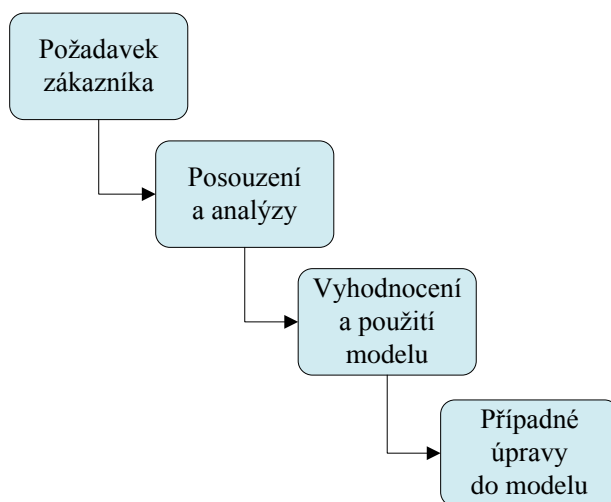 Požadavek
zákazníka
Posouzení
a analýzy
Vyhodnocení
a použití
modelu
Případné
úpravy
do modelu